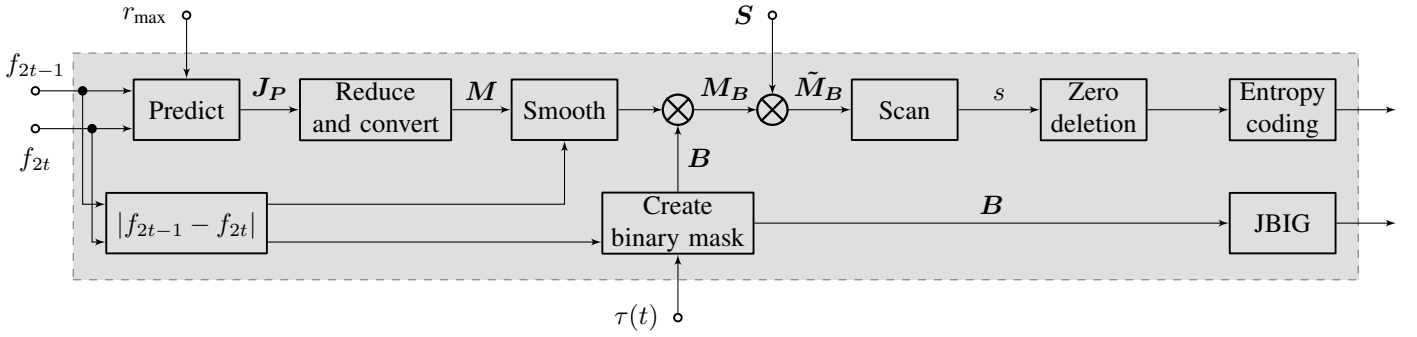 r_max
S
f_{2t−1}
f_{2t}
Predict
J_P
Reduce
and convert
M
Smooth
M_B
M̃_B
Scan
s
Zero
deletion
Entropy
coding
B
|f_{2t−1} − f_{2t}|
Create
binary mask
B
JBIG
τ(t)